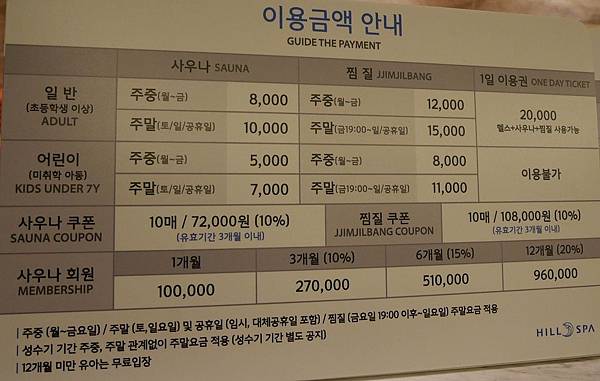 이용금액 안내
GUIDE THE PAYMENT
사우나 SAUNA 찜 질 JJIMJILBANG 1일 이용권 ONE DAY TICKET
일 반 (초등학생 이상) ADULT
주중(월~금) 8,000 주중(월~금) 12,000
주말(토/일/공휴일) 10,000 주말(금19:00~일/공휴일) 15,000
20,000
헬스+사우나+찜질 사용가능
어린이 (미취학 아동) KIDS UNDER 7Y
주중(월~금) 5,000 주중(월~금) 8,000
주말(토/일/공휴일) 7,000 주말(금19:00~일/공휴일) 11,000
이용불가
사우나 쿠폰 10매 / 72,000원 (10%) 찜질 쿠폰 10매 / 108,000원 (10%)
SAUNA COUPON (유효기간 3개월 이내) JJIMJILBANG COUPON (유효기간 3개월 이내)
사우나 회원 1개월 3개월 (10%) 6개월 (15%) 12개월 (20%)
MEMBERSHIP 100,000 270,000 510,000 960,000
| 주중 (월~금요일) / 주말 (토,일요일) 및 공휴일 (임시, 대체공휴일 포함) / 찜질 (금요일 19:00 이후~일요일) 주말요금 적용
| 성수기 기간 주중, 주말 관계없이 주말요금 적용 (성수기 기간 별도 공지)
| 12개월 미만 유아는 무료입장
HILL SPA